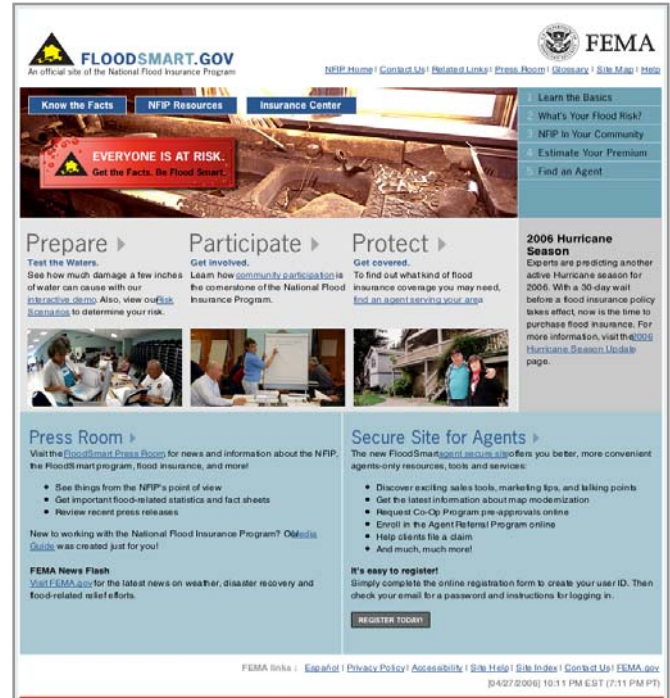 FLOODSMART.GOV
An official site of the National Flood Insurance Program
FEMA
NFIP Home | Contact Us | Related Links | Press Room | Glossary | Site Map | Help
Know the Facts
NFIP Resources
Insurance Center
EVERYONE IS AT RISK.
Get the Facts. Be Flood Smart.
1 Learn the Basics
2 What's Your Flood Risk?
3 NFIP In Your Community
4 Estimate Your Premium
5 Find an Agent
Prepare
Test the Waters.
See how much damage a few inches
of water can cause with our
interactive demo. Also, view our Risk
Scenarios to determine your risk.
Participate
Get involved.
Learn how community participation is
the cornerstone of the National Flood
Insurance Program.
Protect
Get covered.
To find out what kind of flood
insurance coverage you may need,
find an agent serving your area
2006 Hurricane
Season
Experts are predicting another
active Hurricane season for
2006. With a 30-day wait
before a flood insurance policy
takes effect, now is the time to
purchase flood insurance. For
more information, visit the 2006
Hurricane Season Update
page.
Press Room
Visit the FloodSmart Press Room for news and information about the NFIP,
the FloodSmart program, flood insurance, and more!
• See things from the NFIP's point of view
• Get important flood-related statistics and fact sheets
• Review recent press releases
New to working with the National Flood Insurance Program? Our Media
Guide was created just for you!
FEMA News Flash
Visit FEMA.gov for the latest news on weather, disaster recovery and
flood-related relief efforts.
Secure Site for Agents
The new FloodSmart agent secure site offers you better, more convenient
agents-only resources, tools and services:
• Discover exciting sales tools, marketing tips, and talking points
• Get the latest information about map modernization
• Request Co-Op Program pre-approvals online
• Enroll in the Agent Referral Program online
• Help clients file a claim
• And much, much more!
It's easy to register!
Simply complete the online registration form to create your user ID. Then
check your email for a password and instructions for logging in.
REGISTER TODAY!
FEMA links : Español | Privacy Policy | Accessibility | Site Help | Site Index | Contact Us | FEMA.gov
[04/27/2006] 10:11 PM EST (7:11 PM PT)